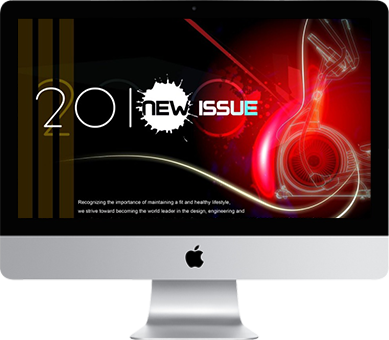 20 NEW ISSUE
Recognizing the importance of maintaining a fit and healthy lifestyle,
we strive toward becoming the world leader in the design, engineering and